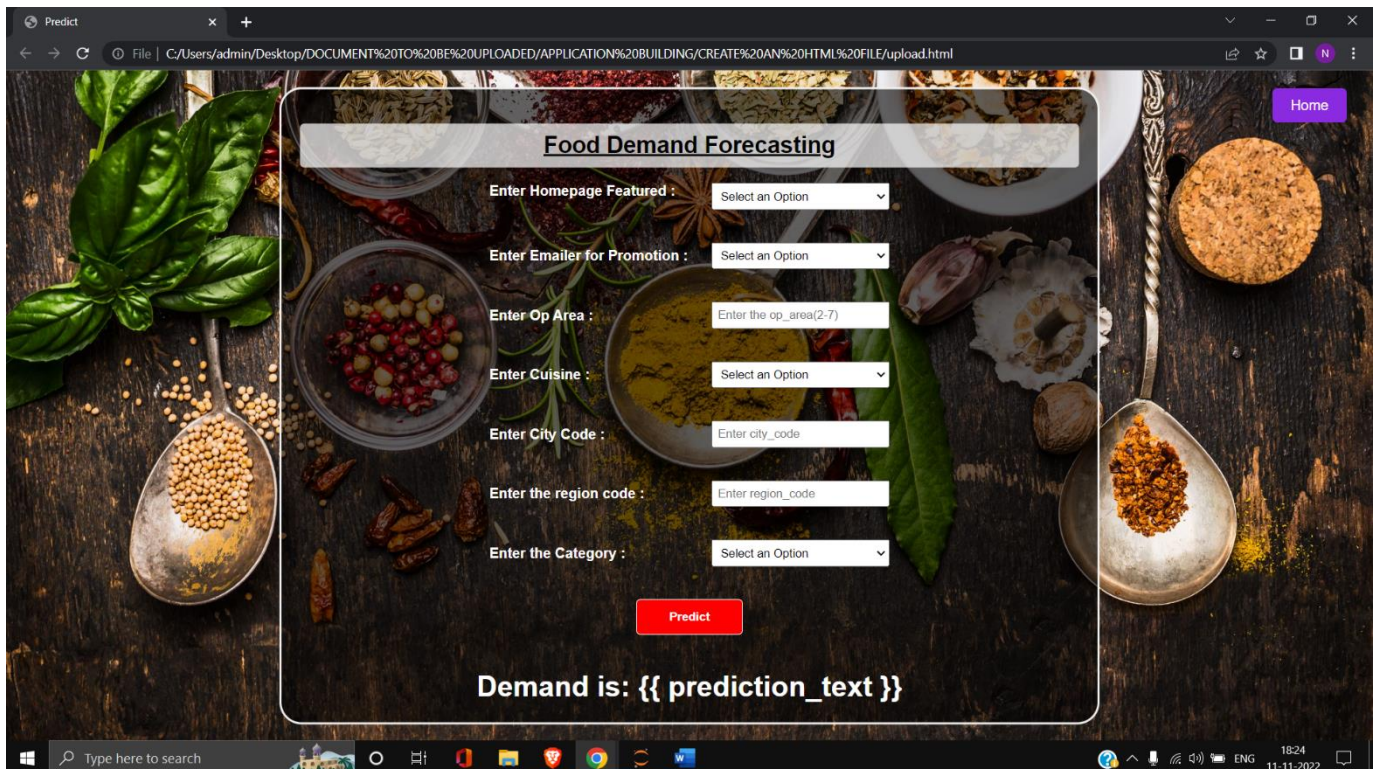 Predict
File | C:/Users/admin/Desktop/DOCUMENT%20TO%20BE%20UPLOADED/APPLICATION%20BUILDING/CREATE%20AN%20HTML%20FILE/upload.html
N
Home
Food Demand Forecasting
Enter Homepage Featured : Select an Option
Enter Emailer for Promotion : Select an Option
Enter Op Area : Enter the op_area(2-7)
Enter Cuisine : Select an Option
Enter City Code : Enter city_code
Enter the region code : Enter region_code
Enter the Category : Select an Option
Predict
Demand is: {{ prediction_text }}
Type here to search
W
ENG
18:24
11-11-2022